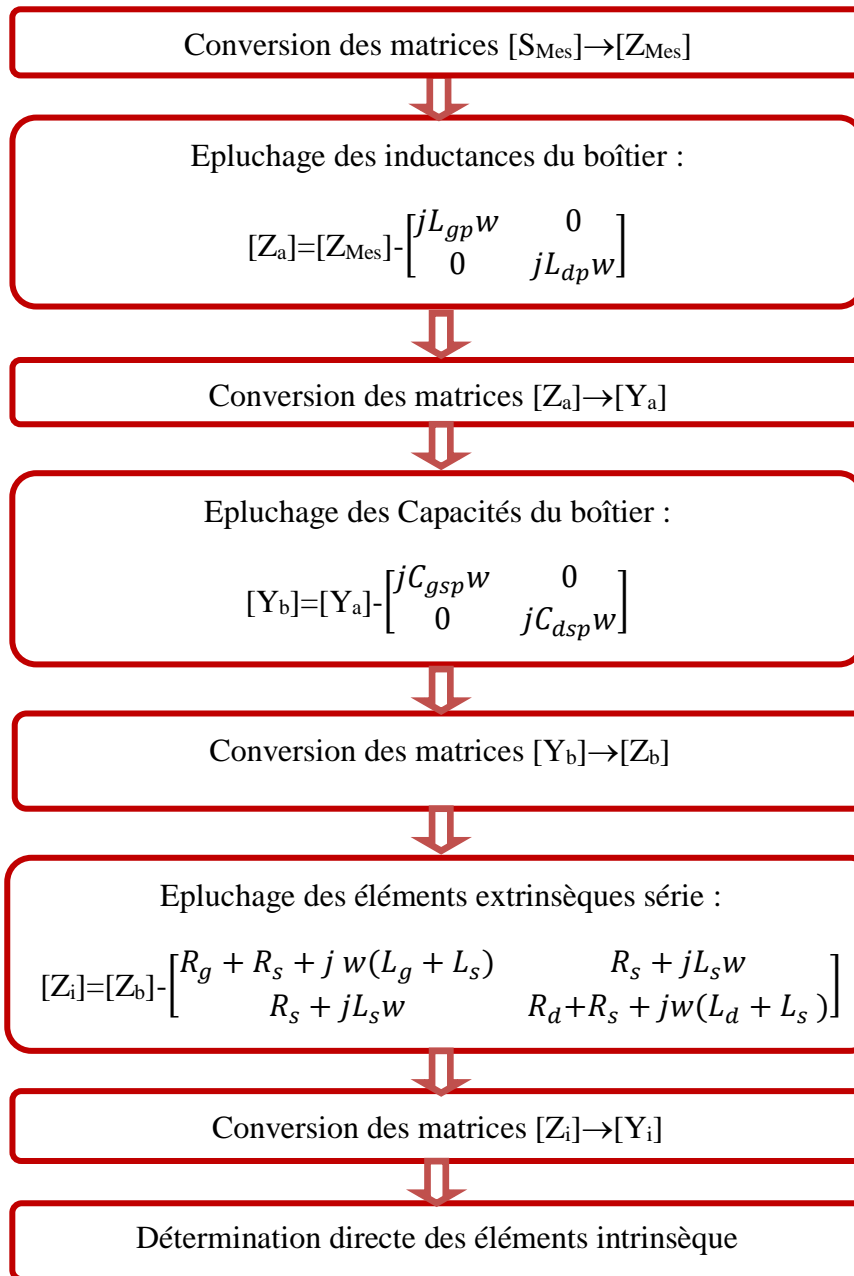 Conversion des matrices [S_Mes]→[Z_Mes]
Epluchage des inductances du boîtier :
[Z_a]=[Z_Mes]-[jL_gp w 0
0 jL_dp w]
Conversion des matrices [Z_a]→[Y_a]
Epluchage des Capacités du boîtier :
[Y_b]=[Y_a]-[jC_gsp w 0
0 jC_dsp w]
Conversion des matrices [Y_b]→[Z_b]
Epluchage des éléments extrinsèques série :
[Z_i]=[Z_b]-[R_g + R_s + j w(L_g + L_s) R_s + jL_s w
R_s + jL_s w R_d+R_s + jw(L_d + L_s )]
Conversion des matrices [Z_i]→[Y_i]
Détermination directe des éléments intrinsèque